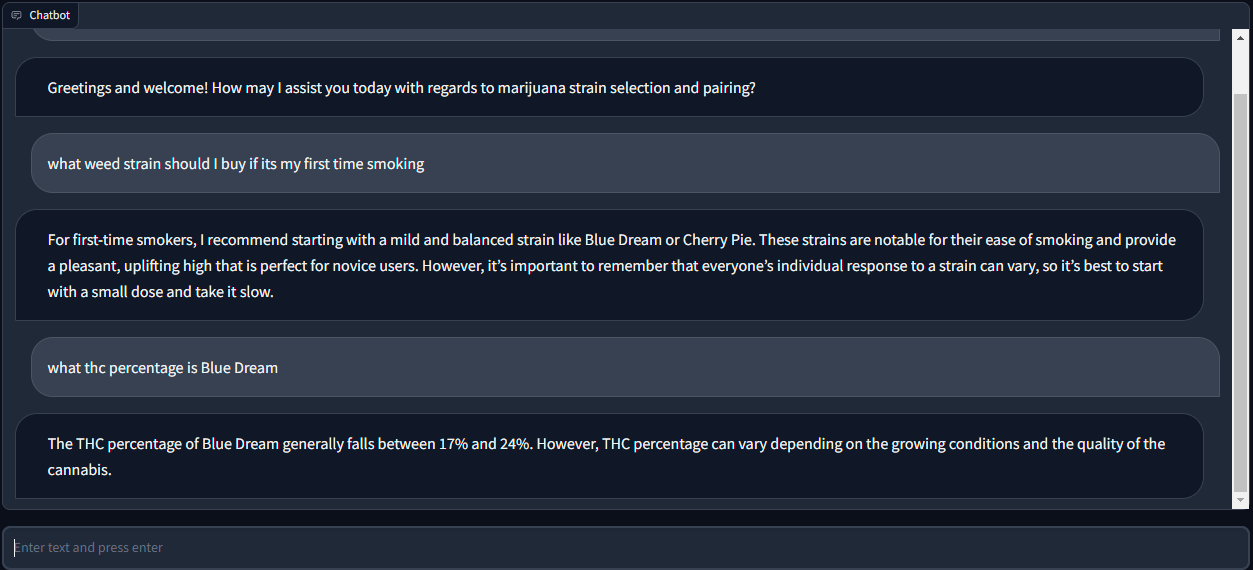 Chatbot
Greetings and welcome! How may I assist you today with regards to marijuana strain selection and pairing?
what weed strain should I buy if its my first time smoking
For first-time smokers, I recommend starting with a mild and balanced strain like Blue Dream or Cherry Pie. These strains are notable for their ease of smoking and provide
a pleasant, uplifting high that is perfect for novice users. However, it’s important to remember that everyone’s individual response to a strain can vary, so it’s best to start
with a small dose and take it slow.
what thc percentage is Blue Dream
The THC percentage of Blue Dream generally falls between 17% and 24%. However, THC percentage can vary depending on the growing conditions and the quality of the
cannabis.
Enter text and press enter